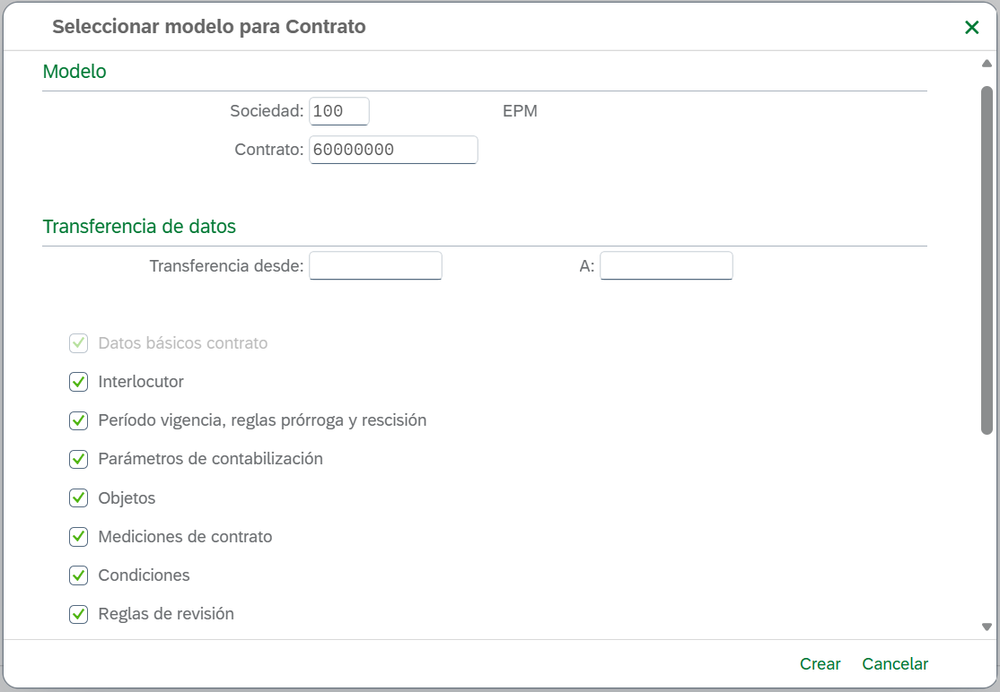 Seleccionar modelo para Contrato
Modelo
Sociedad: 100 EPM
Contrato: 60000000
Transferencia de datos
Transferencia desde: A:
Datos básicos contrato
Interlocutor
Período vigencia, reglas prórroga y rescisión
Parámetros de contabilización
Objetos
Mediciones de contrato
Condiciones
Reglas de revisión
Crear Cancelar